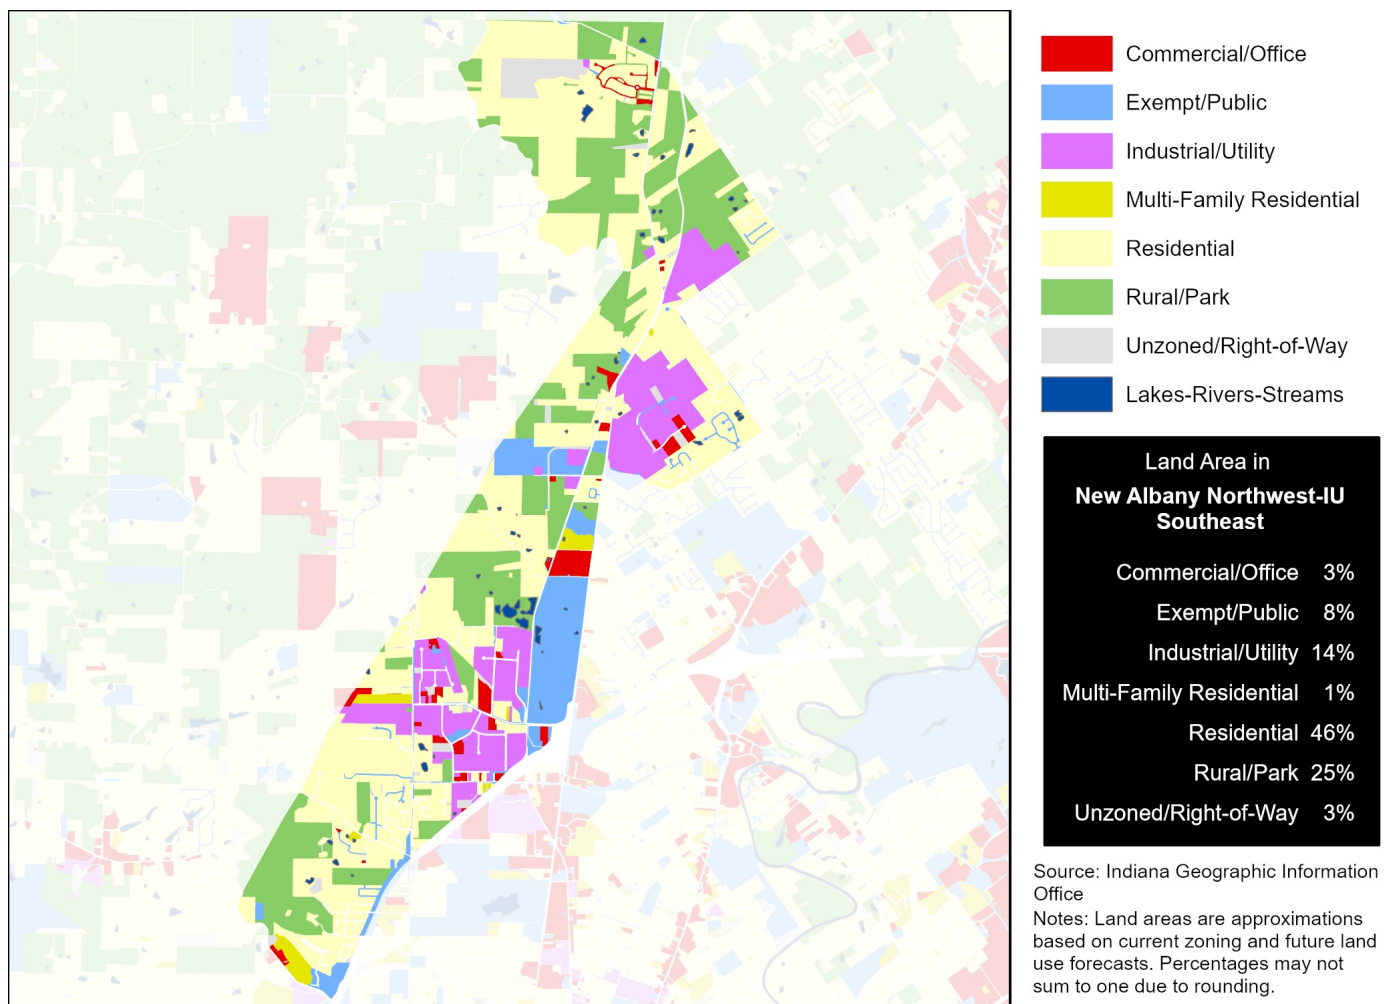 Commercial/Office
Exempt/Public
Industrial/Utility
Multi-Family Residential
Residential
Rural/Park
Unzoned/Right-of-Way
Lakes-Rivers-Streams
Land Area in
New Albany Northwest-IU
Southeast
Commercial/Office 3%
Exempt/Public 8%
Industrial/Utility 14%
Multi-Family Residential 1%
Residential 46%
Rural/Park 25%
Unzoned/Right-of-Way 3%
Source: Indiana Geographic Information
Office
Notes: Land areas are approximations
based on current zoning and future land
use forecasts. Percentages may not
sum to one due to rounding.